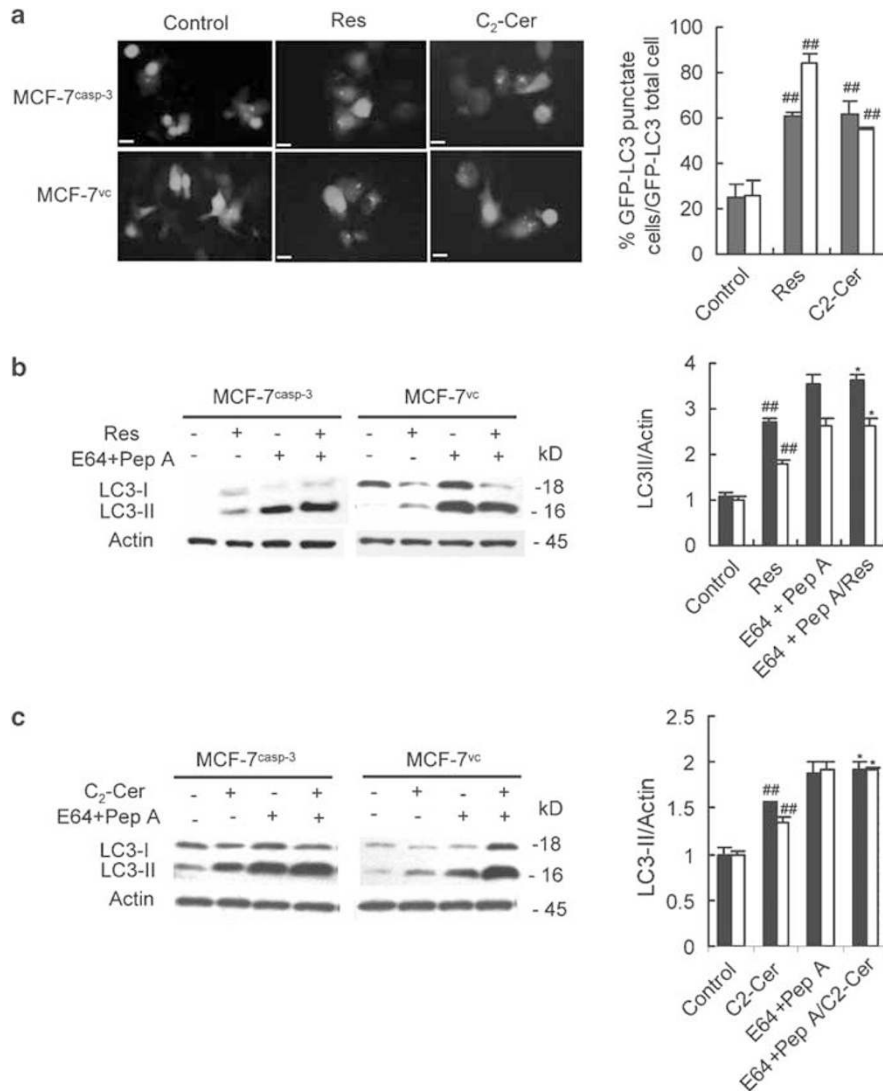 a
Control Res C₂-Cer
MCF-7casp-3
MCF-7vc
% GFP-LC3 punctate
cells/GFP-LC3 total cell
100
80
60
40
20
0
## ## ## ##
Control Res C2-Cer
b
MCF-7casp-3 MCF-7vc
Res - + - + - + - +
E64+Pep A - - + + - - + + kD
LC3-I -18
LC3-II - 16
Actin - 45
LC3II/Actin
4
3
2
1
0
## ## * *
Control Res E64 + Pep A E64 + Pep A/Res
c
MCF-7casp-3 MCF-7vc
C₂-Cer - + - + - + - +
E64+Pep A - - + + - - + + kD
LC3-I -18
LC3-II - 16
Actin - 45
LC3-II/Actin
2.5
2
1.5
1
0.5
0
## ## * *
Control C2-Cer E64+Pep A E64+Pep A/C2-Cer